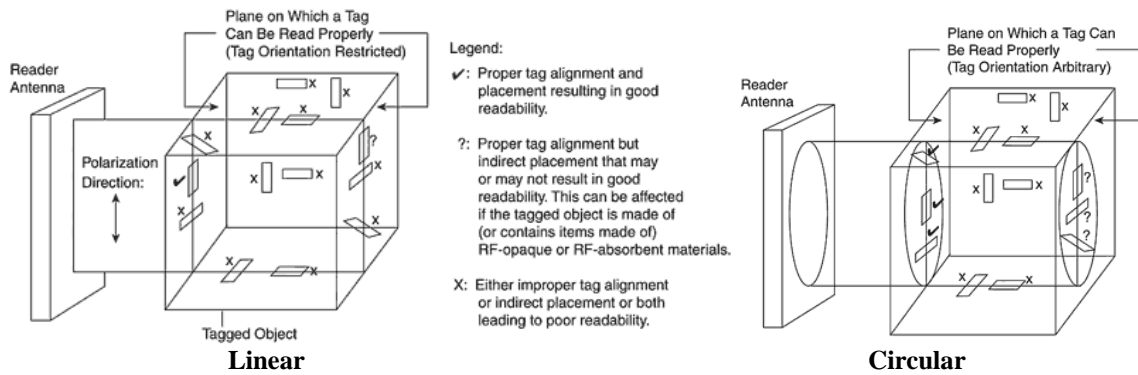 Plane on Which a Tag
Can Be Read Properly
(Tag Orientation Restricted)
Reader
Antenna
Polarization
Direction:
x
x
x
x
x
?
✓
x
x
x
x
x
x
x
x
Tagged Object
Linear
Legend:
✓: Proper tag alignment and
placement resulting in good
readability.
?: Proper tag alignment but
indirect placement that may
or may not result in good
readability. This can be affected
if the tagged object is made of
(or contains items made of)
RF-opaque or RF-absorbent materials.
X: Either improper tag alignment
or indirect placement or both
leading to poor readability.
Plane on Which a Tag Can
Be Read Properly
(Tag Orientation Arbitrary)
Reader
Antenna
x
x
x
x
✓
x
x
?
✓
?
✓
?
x
x
Circular